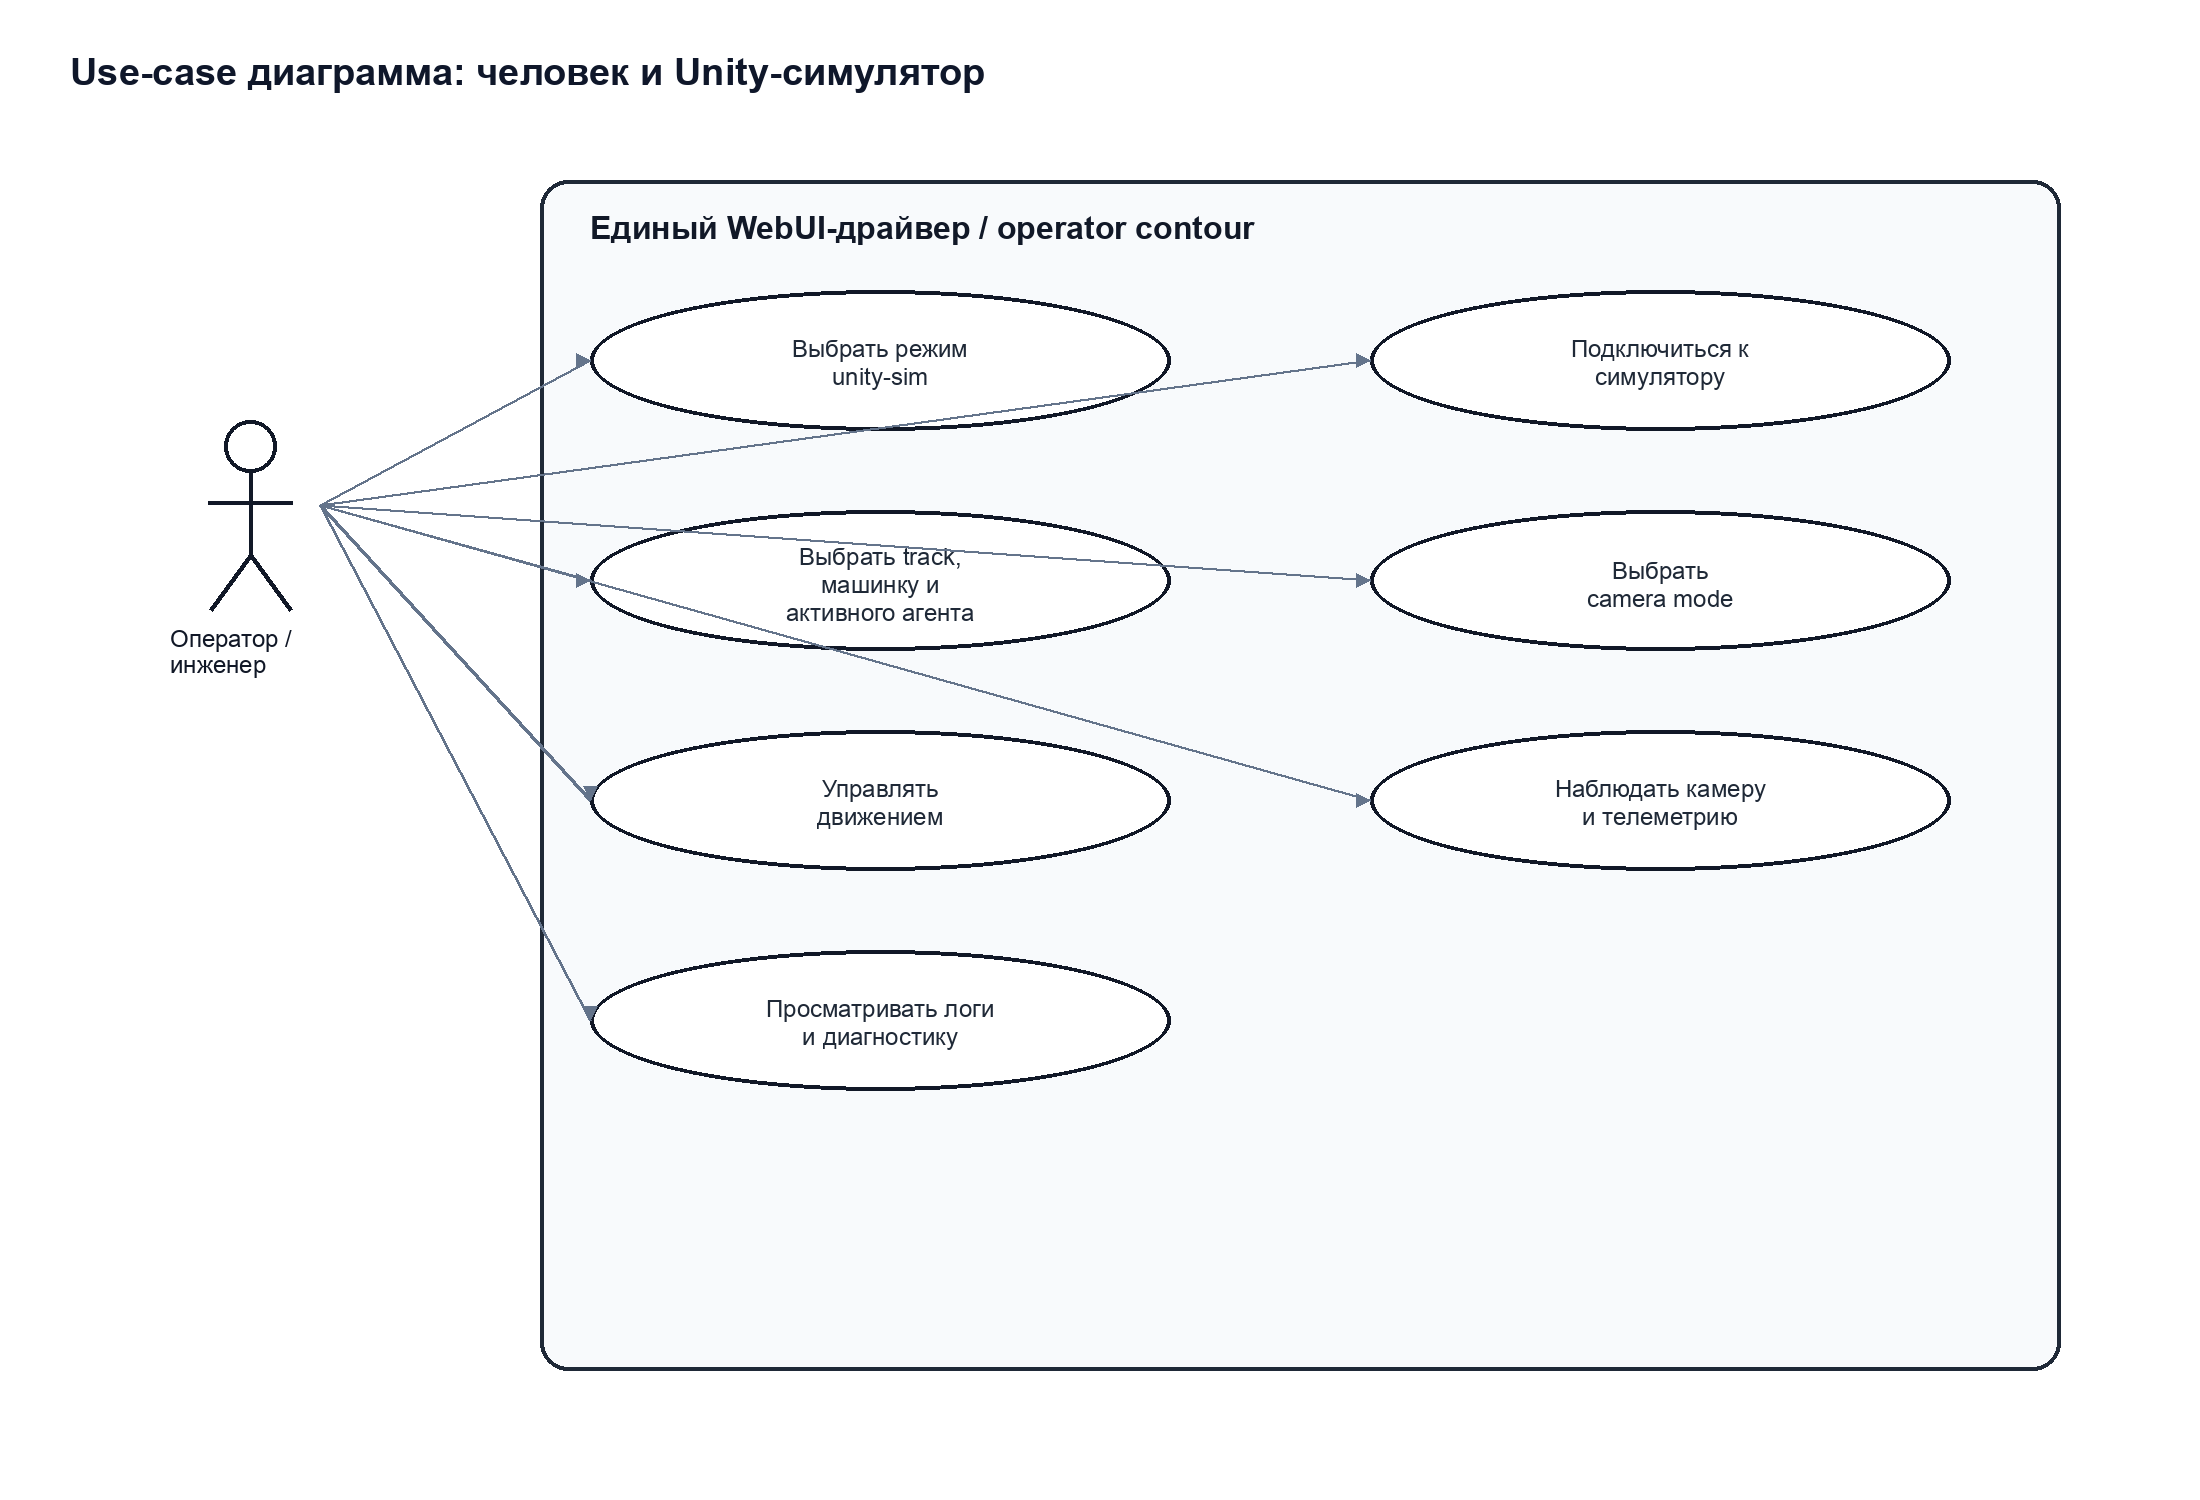 Use-case диаграмма: человек и Unity-симулятор
Единый WebUI-драйвер / operator contour
Выбрать режим
unity-sim
Подключиться к
симулятору
Оператор /
инженер
Выбрать track,
машинку и
активного агента
Выбрать
camera mode
Управлять
движением
Наблюдать камеру
и телеметрию
Просматривать логи
и диагностику